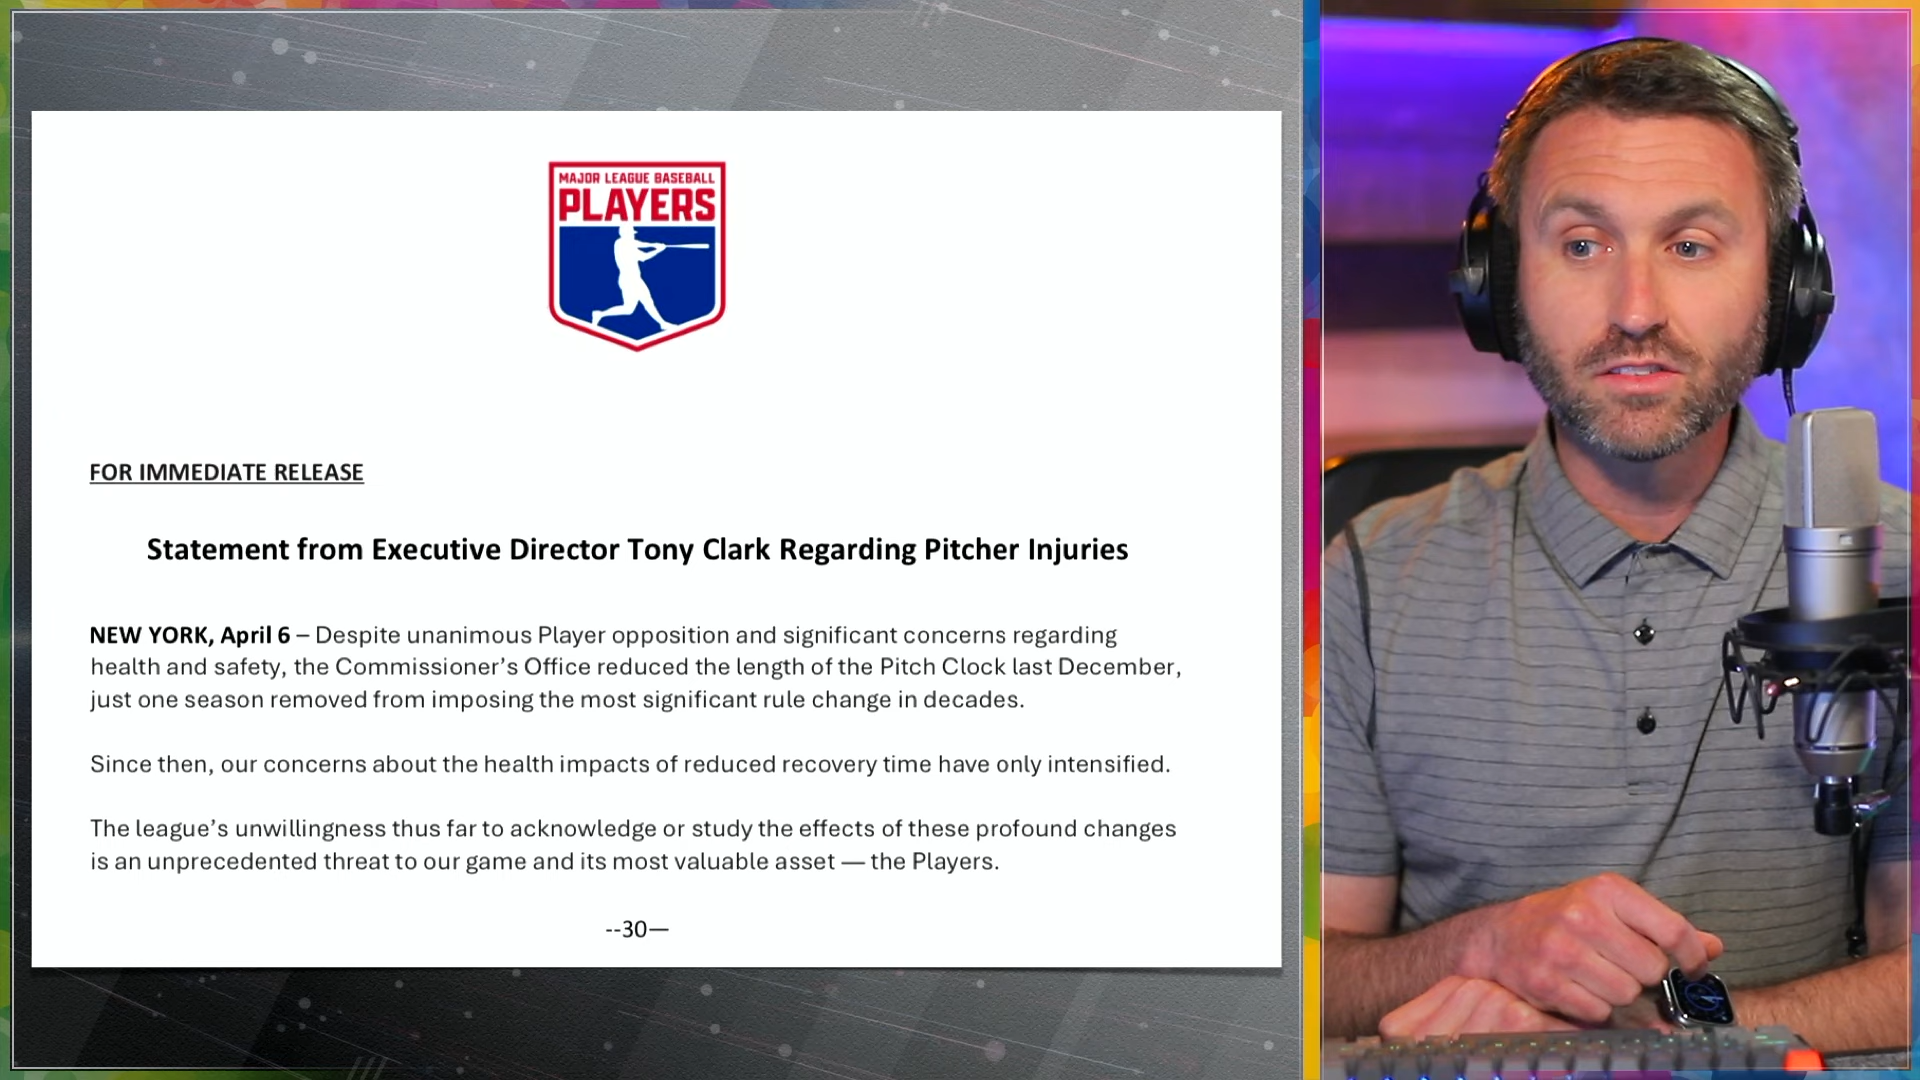 MAJOR LEAGUE BASEBALL
PLAYERS
FOR IMMEDIATE RELEASE
Statement from Executive Director Tony Clark Regarding Pitcher Injuries
NEW YORK, April 6 – Despite unanimous Player opposition and significant concerns regarding
health and safety, the Commissioner’s Office reduced the length of the Pitch Clock last December,
just one season removed from imposing the most significant rule change in decades.
Since then, our concerns about the health impacts of reduced recovery time have only intensified.
The league’s unwillingness thus far to acknowledge or study the effects of these profound changes
is an unprecedented threat to our game and its most valuable asset — the Players.
--30—